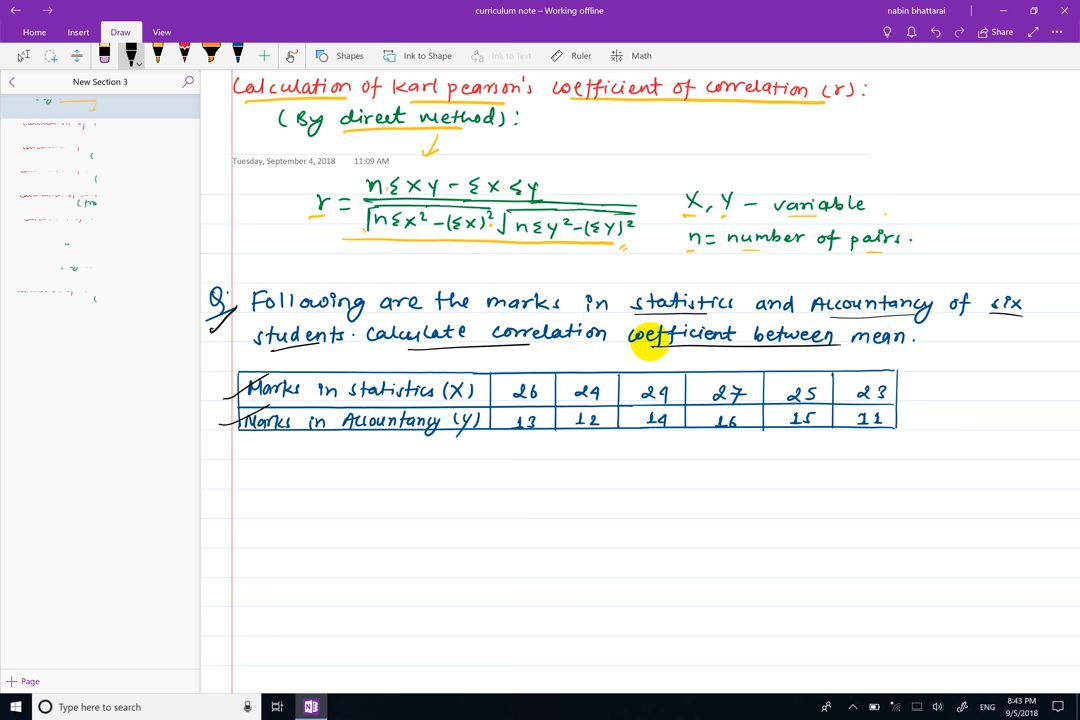 curriculum note – Working offline
nabin bhattarai
Home Insert Draw View
Share
Shapes Ink to Shape Ink to Text Ruler Math
New Section 3
Calculation of Karl pearson's coefficient of correlation (r):
(By direct method):
Tuesday, September 4, 2018 11:09 AM
r = n ΣXY - ΣX.ΣY / √nΣX² - (ΣX)² √nΣY² - (ΣY)²
X, Y - variable
n = number of pairs.
Q: Following are the marks in statistics and Accountancy of six
students. Calculate correlation coefficient between mean.
Marks in statistics (X) 26 24 24 27 25 23
Marks in Accountancy (Y) 13 12 14 16 15 11
+ Page
Type here to search
ENG
8:43 PM
9/5/2018